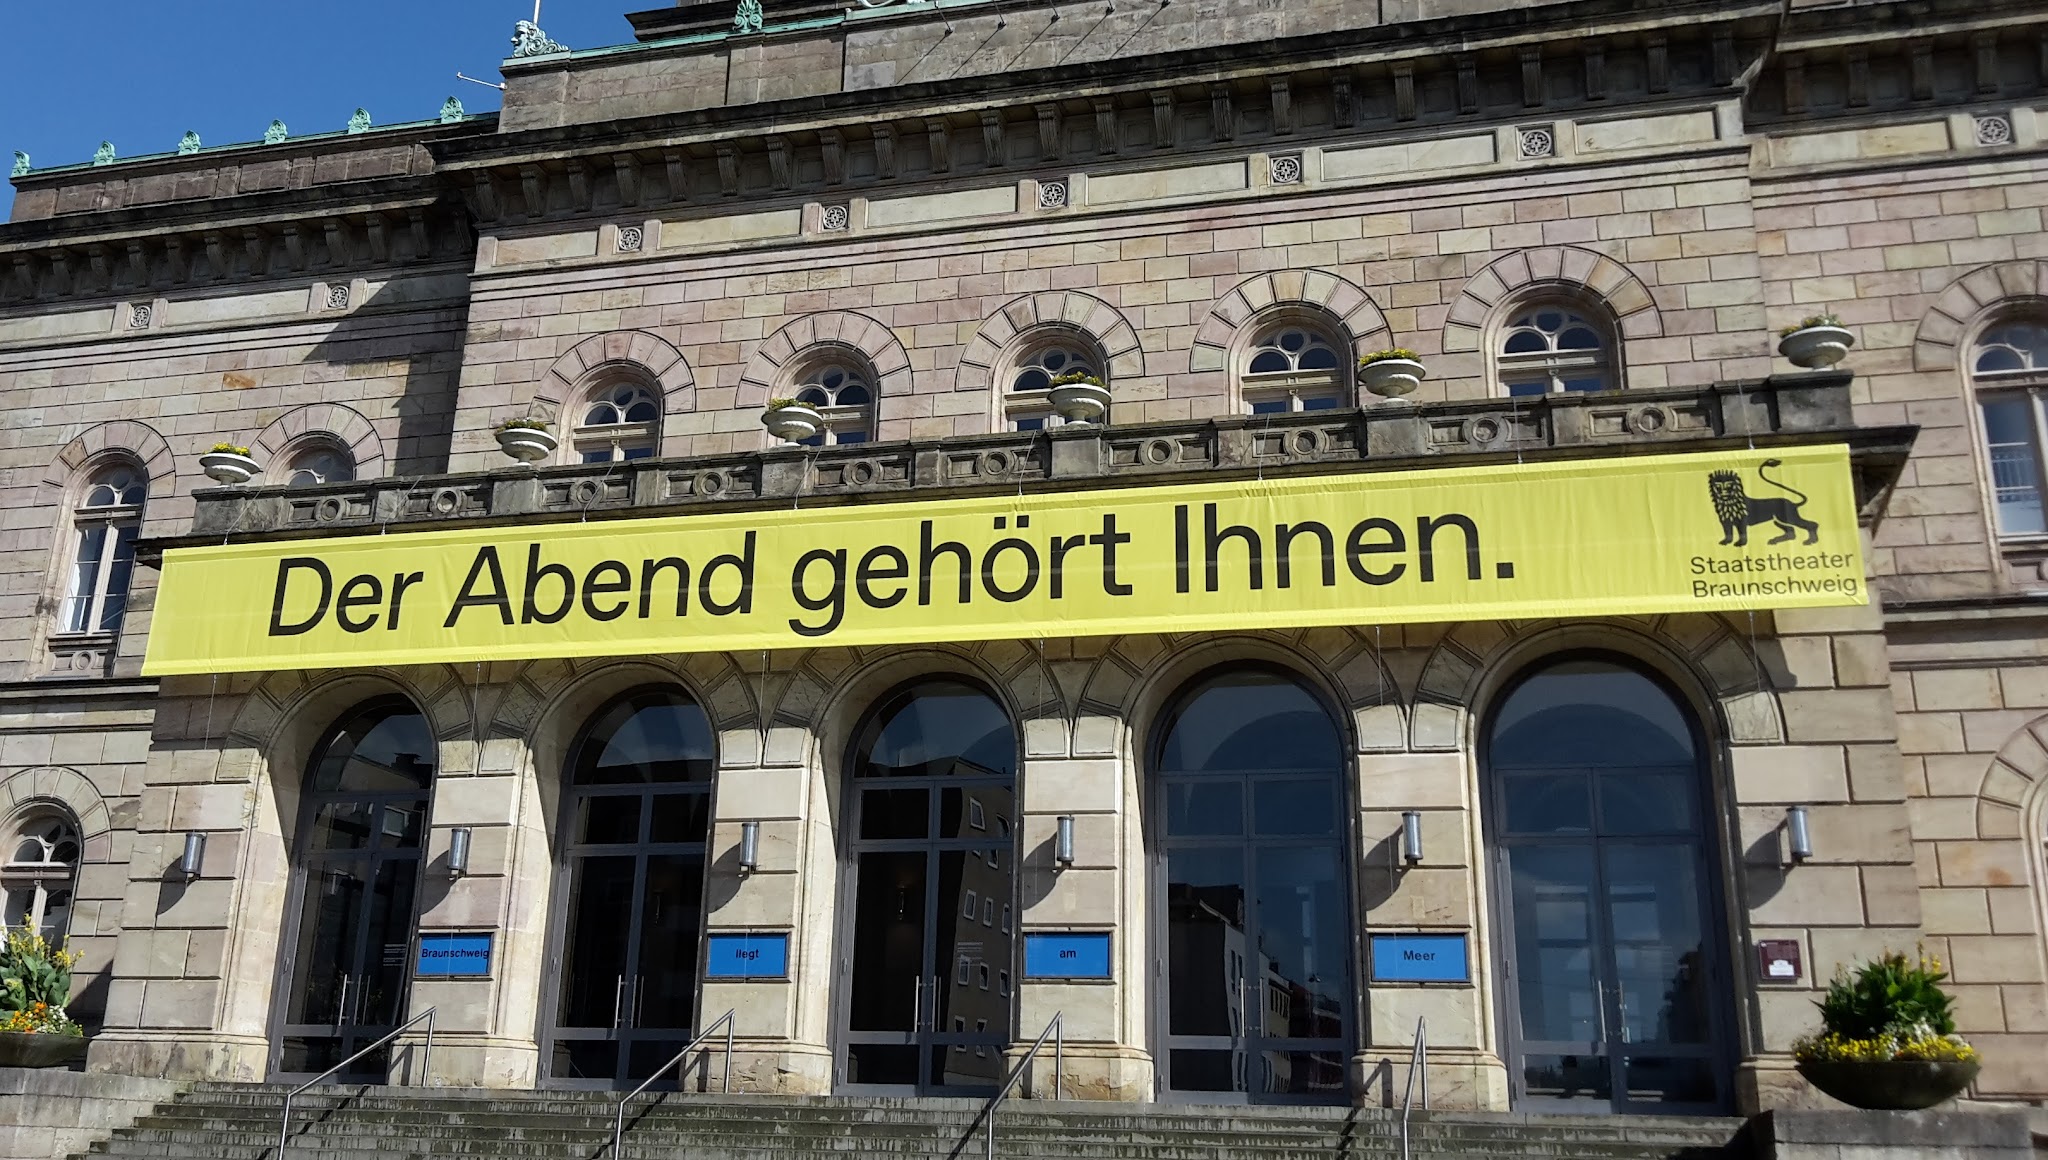 Der Abend gehört Ihnen.
Staatstheater
Braunschweig
Braunschweig
liegt
am
Meer